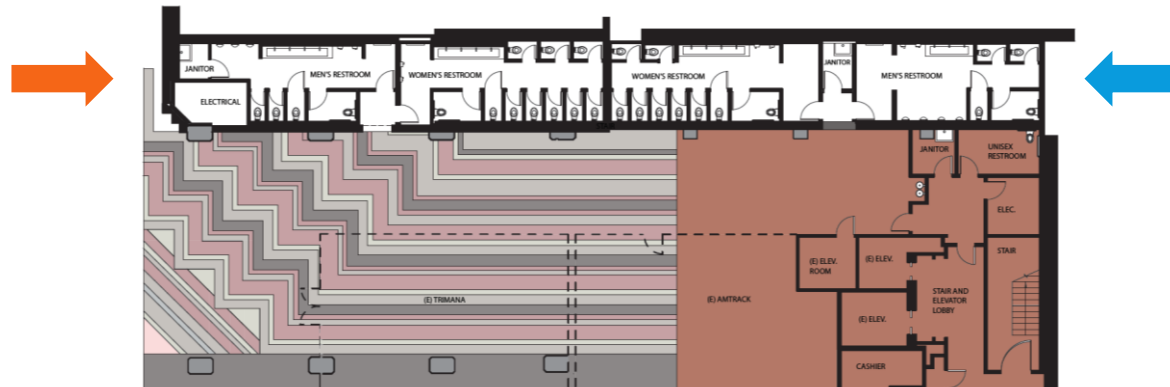 JANITOR
MEN'S RESTROOM
WOMEN'S RESTROOM
WOMEN'S RESTROOM
JANITOR
MEN'S RESTROOM
ELECTRICAL
JANITOR
UNISEX
RESTROOM
ELEC.
STAIR
(E) ELEV.
ROOM
(E) ELEV.
STAIR AND
ELEVATOR
LOBBY
(E) TRIMANA
(E) AMTRACK
(E) ELEV.
CASHIER